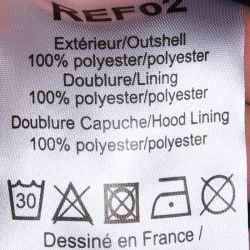 REF02
Extérieur/Outshell
100% polyester/polyester
Doublure/Lining
100% polyester/polyester
Doublure Capuche/Hood Lining
100% polyester/polyester
30
Dessiné en France /